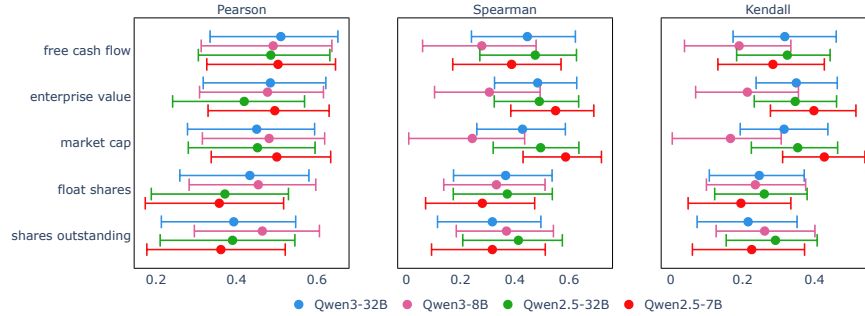 Pearson Spearman Kendall
free cash flow
enterprise value
market cap
float shares
shares outstanding
0.2 0.4 0.6 0 0.2 0.4 0.6 0 0.2 0.4
Qwen3-32B Qwen3-8B Qwen2.5-32B Qwen2.5-7B